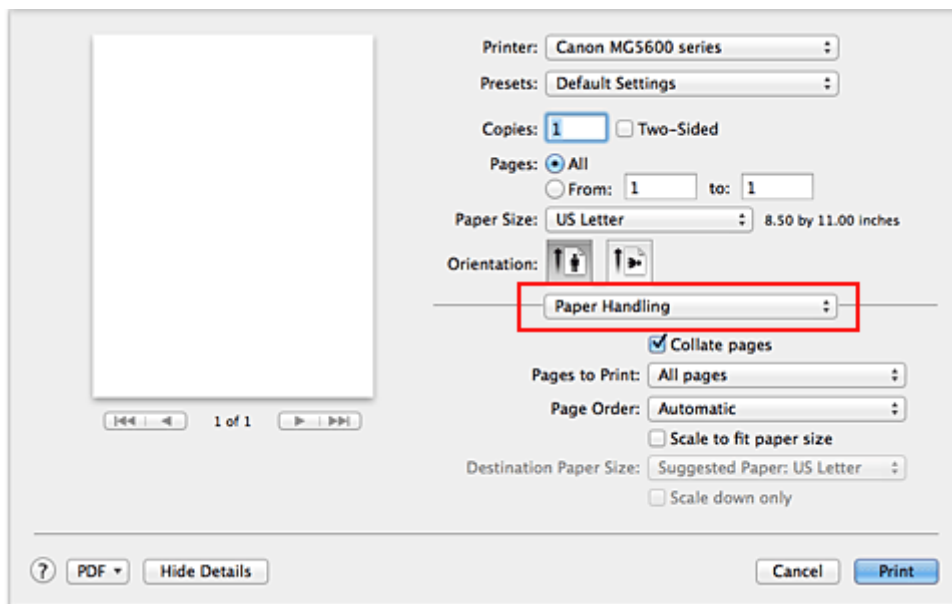 Printer: Canon MG5600 series
Presets: Default Settings
Copies: 1 Two-Sided
Pages: All
From: 1 to: 1
Paper Size: US Letter 8.50 by 11.00 inches
Orientation:
Paper Handling
Collate pages
Pages to Print: All pages
1 of 1
Page Order: Automatic
Scale to fit paper size
Destination Paper Size: Suggested Paper: US Letter
Scale down only
? PDF Hide Details Cancel Print